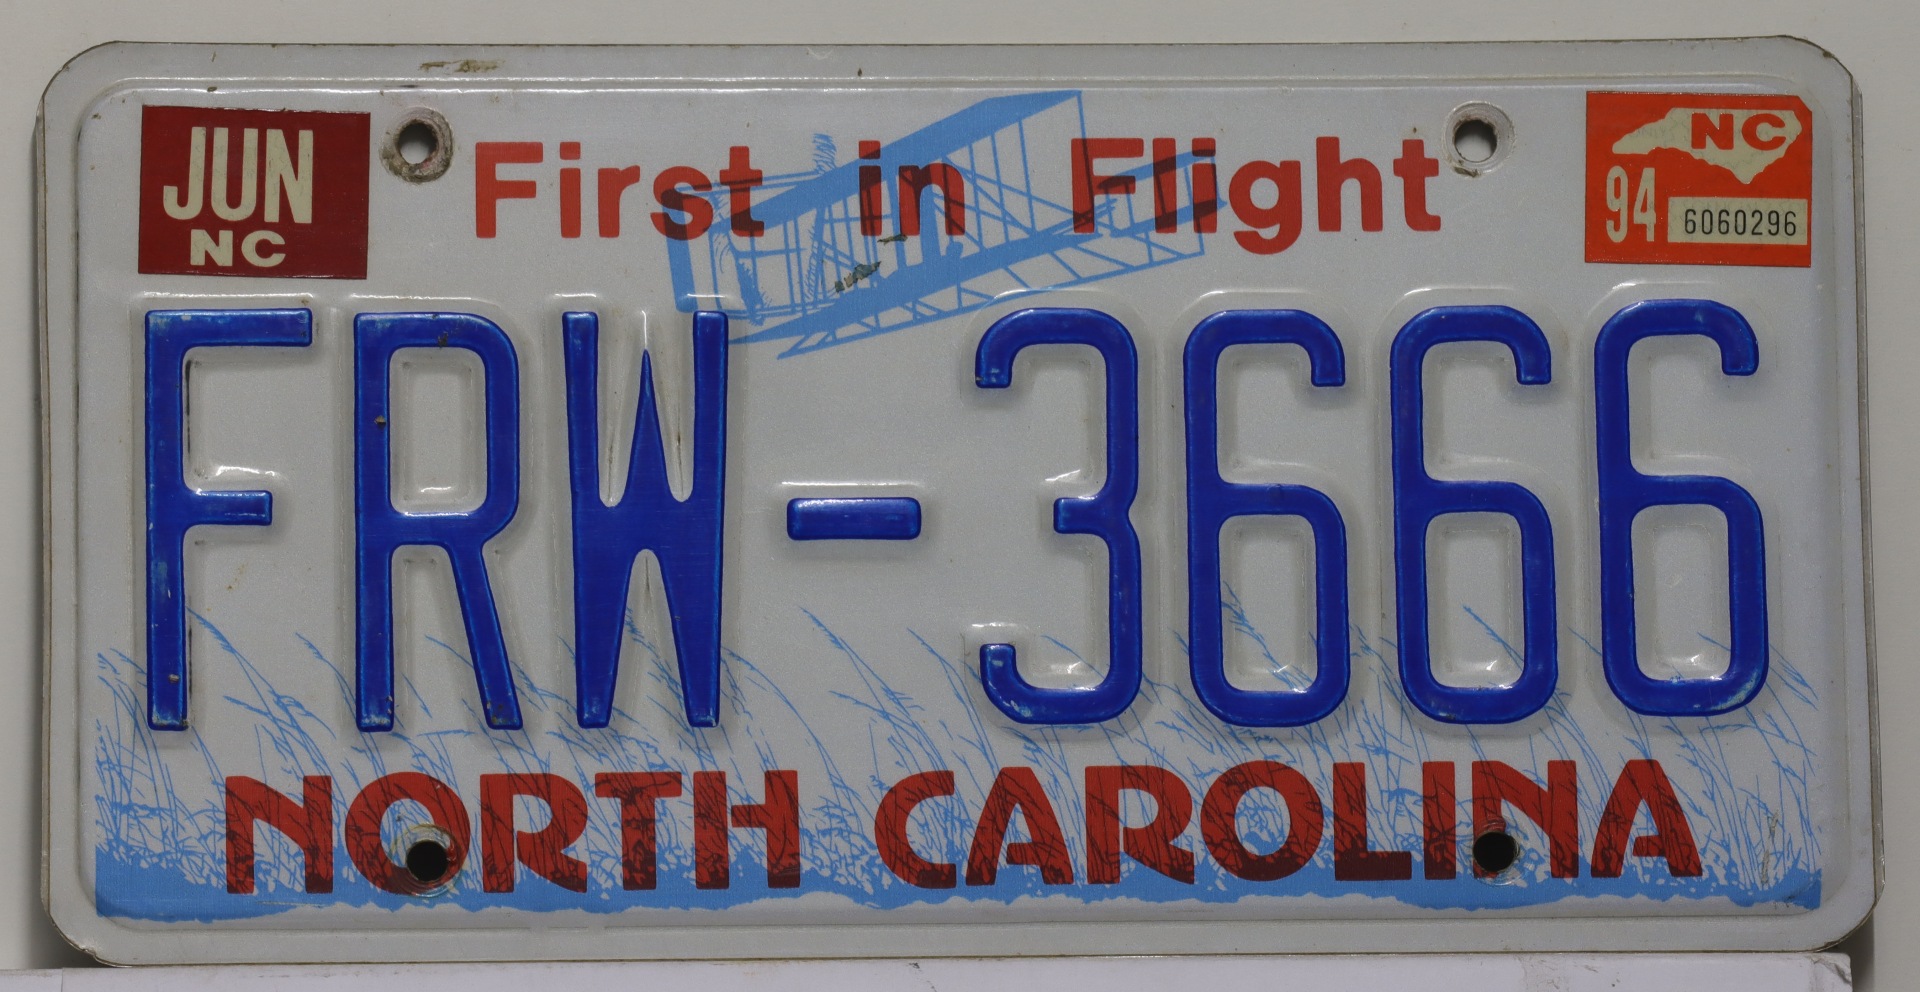 JUN
NC
First in Flight
NC
94
6060296
FRW-3666
NORTH CAROLINA